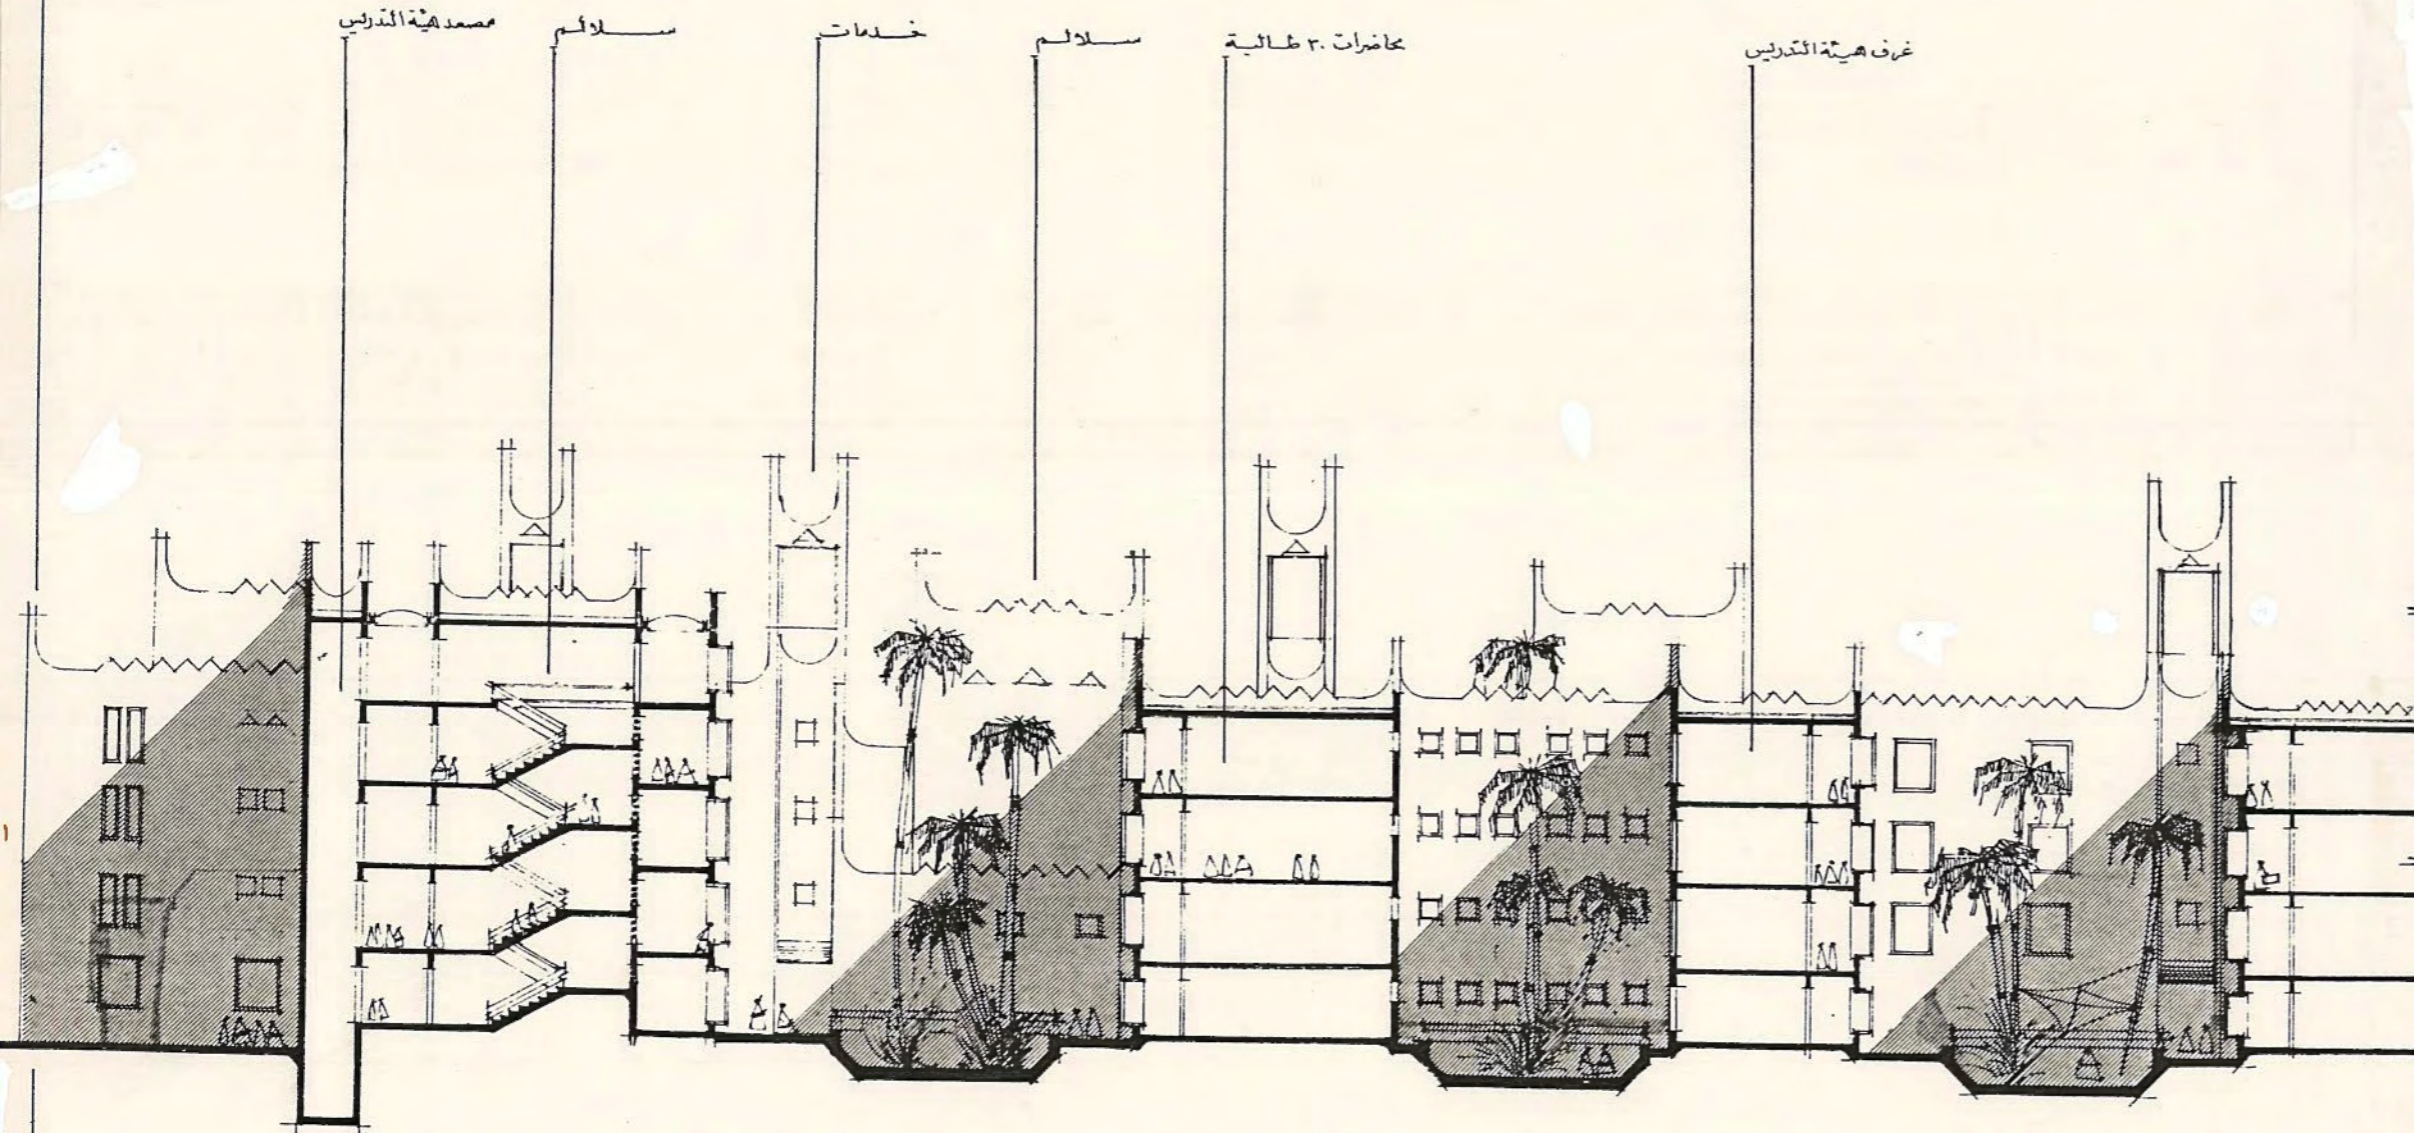 غرف هيئة التدريس
محاضرات ٣٠ طالبة
سلالم
خدمات
سلالم
مصعد هيئة التدريس